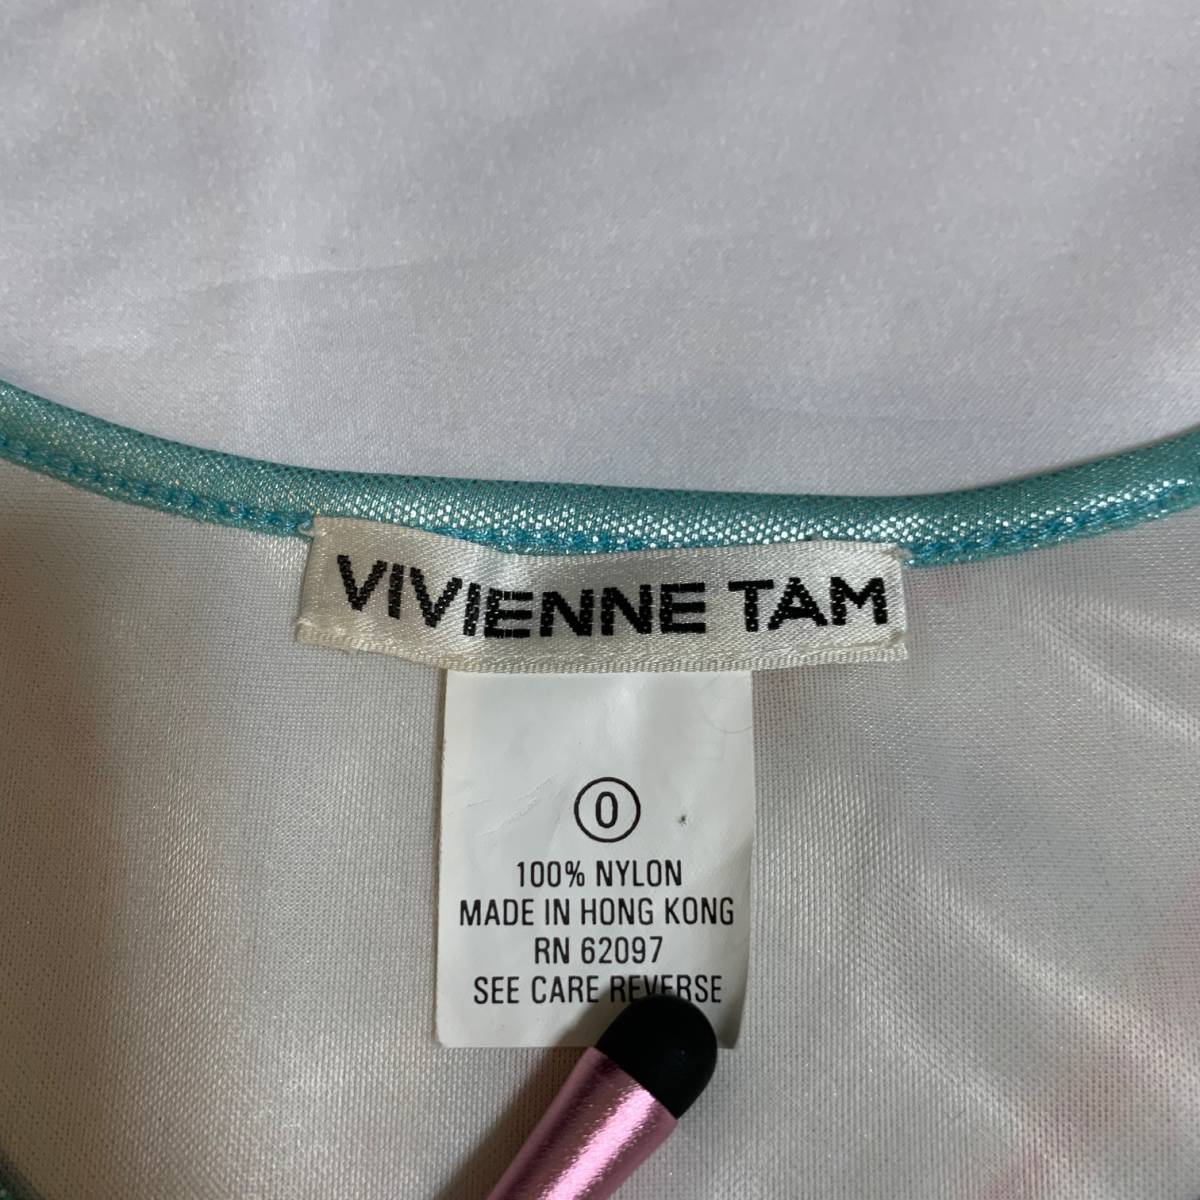 VIVIENNE TAM
0
100% NYLON
MADE IN HONG KONG
RN 62097
SEE CARE REVERSE